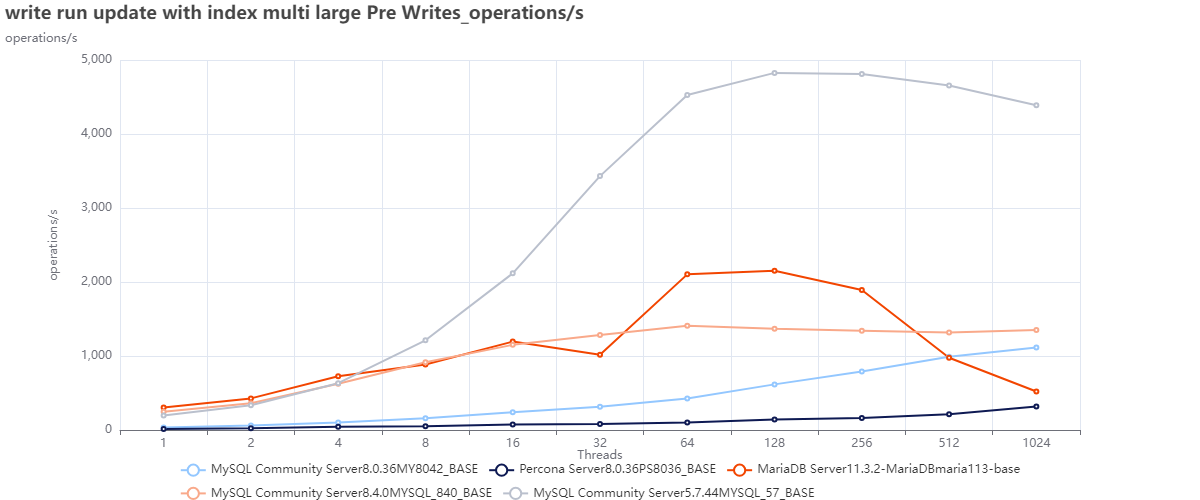 write run update with index multi large Pre Writes_operations/s
operations/s
5,000
4,000
3,000
2,000
1,000
0
operations/s
1 2 4 8 16 32 64 128 256 512 1024
Threads
MySQL Community Server8.0.36MY8042_BASE Percona Server8.0.36PS8036_BASE MariaDB Server11.3.2-MariaDBmaria113-base
MySQL Community Server8.4.0MYSQL_840_BASE MySQL Community Server5.7.44MYSQL_57_BASE